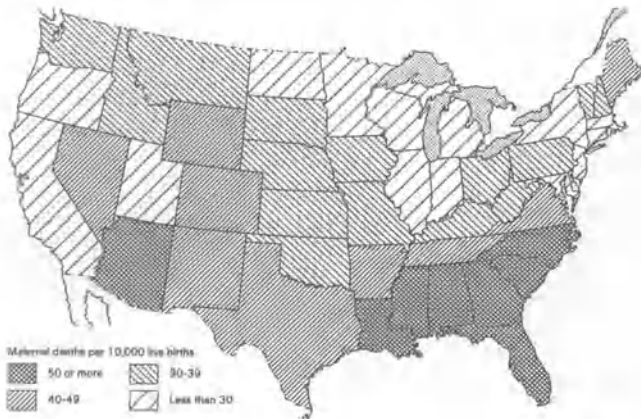 Maternal deaths per 10,000 live births
50 or more
30-39
40-49
Less than 30